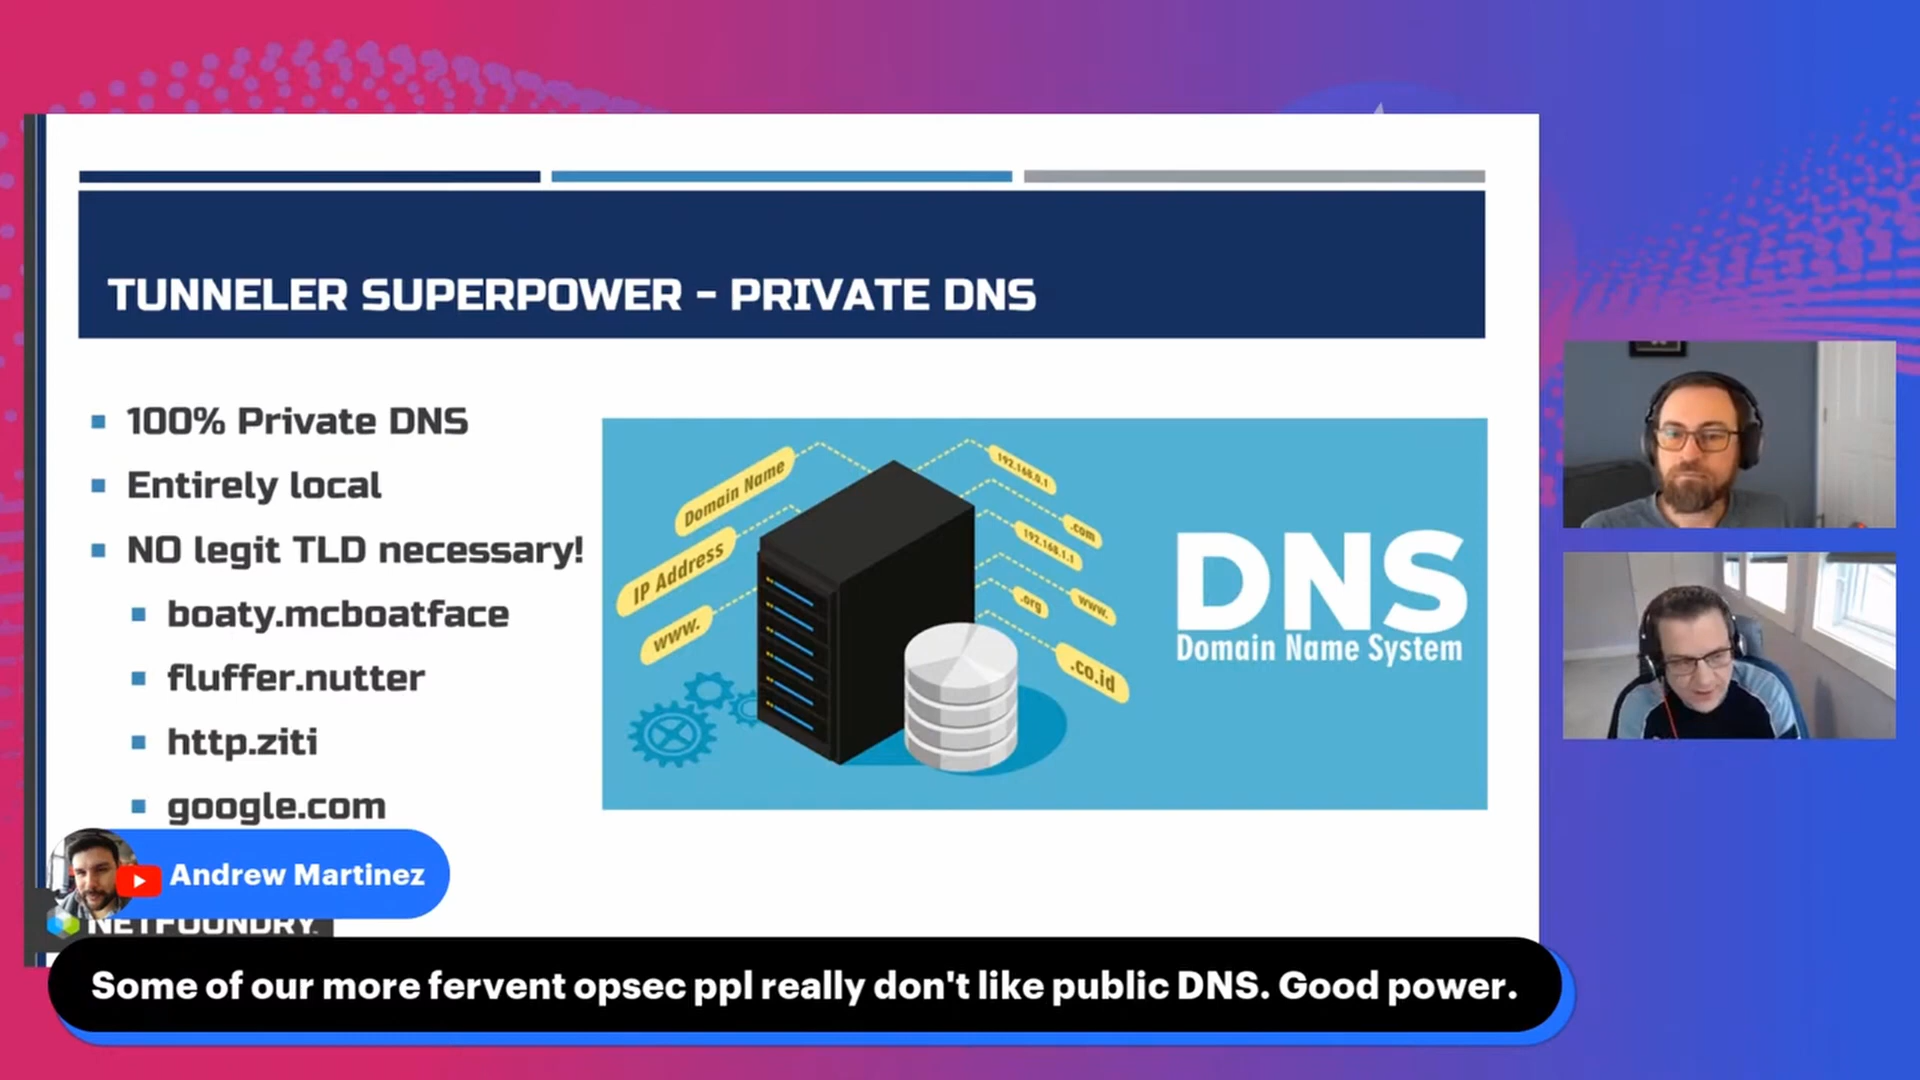 TUNNELER SUPERPOWER - PRIVATE DNS
100% Private DNS
Entirely local
NO legit TLD necessary!
boaty.mcboatface
fluffer.nutter
http.ziti
google.com
Domain Name
IP Address
www.
192.168.0.1
.com
192.168.1.1
.org
www.
.co.id
DNS
Domain Name System
Andrew Martinez
NETFOUNDRY
Some of our more fervent opsec ppl really don't like public DNS. Good power.